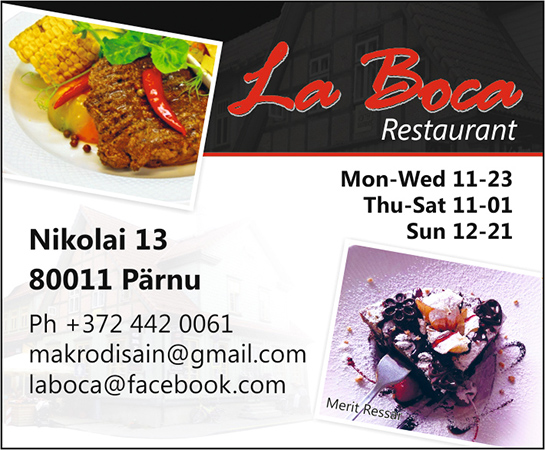 La Boca
Restaurant
Mon-Wed 11-23
Thu-Sat 11-01
Sun 12-21
Nikolai 13
80011 Pärnu
Ph +372 442 0061
makrodisain@gmail.com
laboca@facebook.com
Merit Ressar